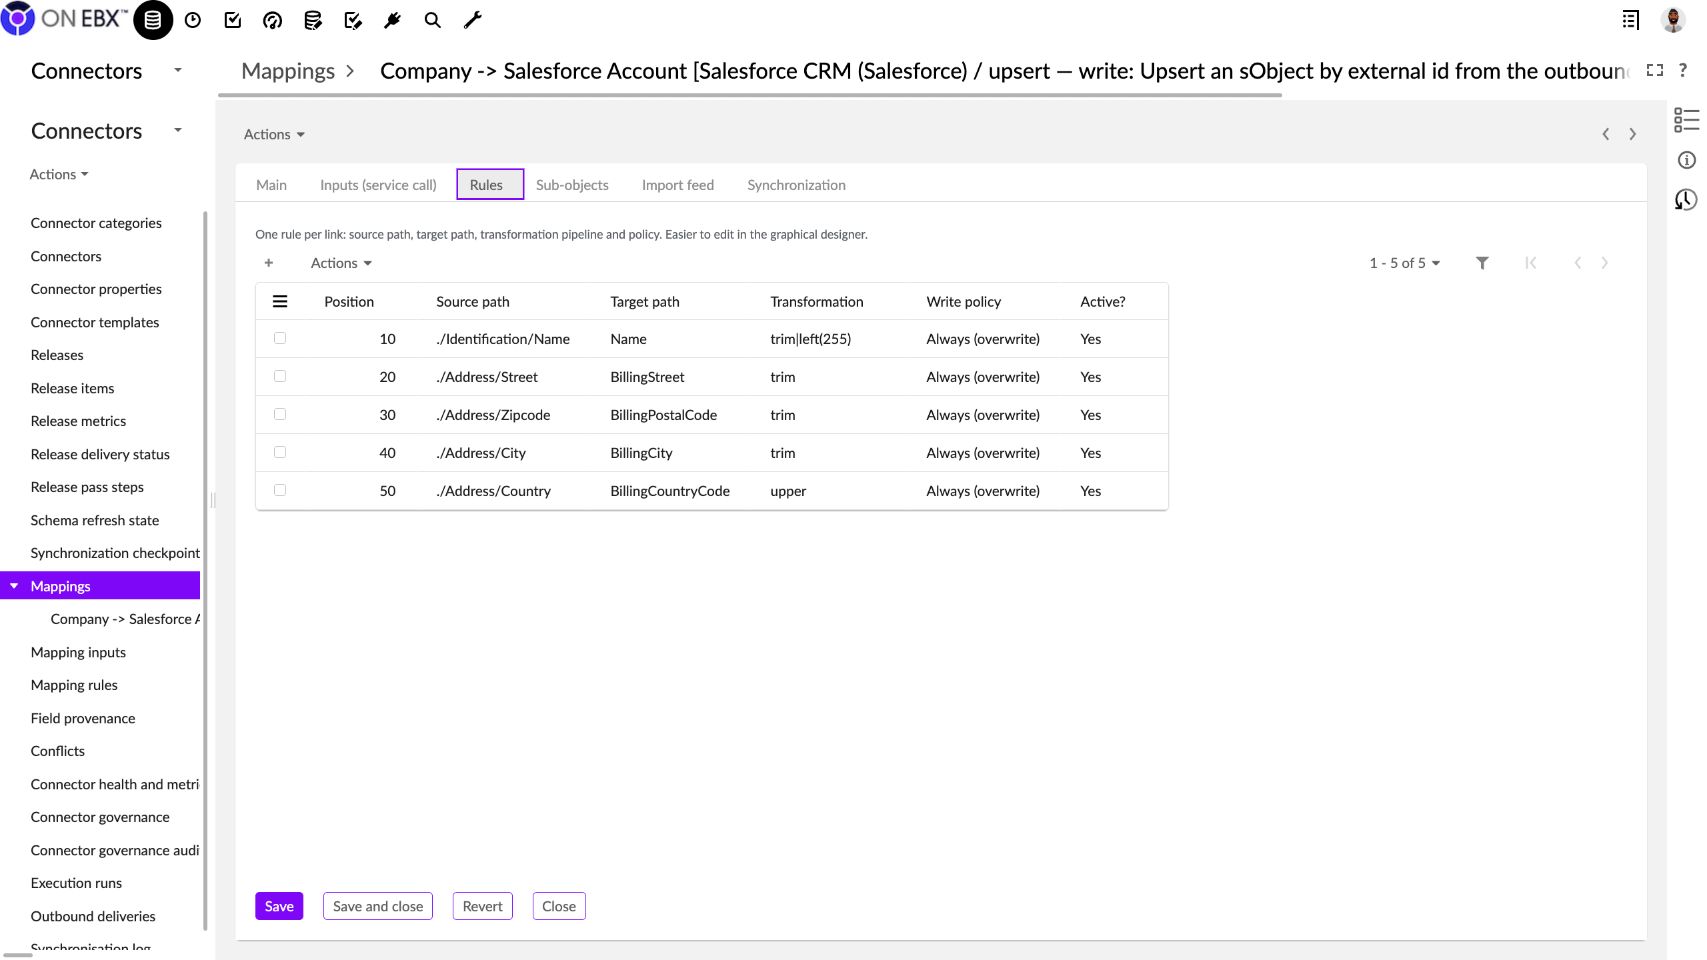 ON EBX™
Connectors
Mappings > Company -> Salesforce Account [Salesforce CRM (Salesforce) / upsert — write: Upsert an sObject by external id from the outboun
?
Connectors
Actions
Connector categories
Connectors
Connector properties
Connector templates
Releases
Release items
Release metrics
Release delivery status
Release pass steps
Schema refresh state
Synchronization checkpoint
Mappings
Company -> Salesforce A
Mapping inputs
Mapping rules
Field provenance
Conflicts
Connector health and metri
Connector governance
Connector governance audi
Execution runs
Outbound deliveries
Synchronisation log
Actions
Main Inputs (service call) Rules Sub-objects Import feed Synchronization
One rule per link: source path, target path, transformation pipeline and policy. Easier to edit in the graphical designer.
+ Actions 1 - 5 of 5
Position Source path Target path Transformation Write policy Active?
10 ./Identification/Name Name trim|left(255) Always (overwrite) Yes
20 ./Address/Street BillingStreet trim Always (overwrite) Yes
30 ./Address/Zipcode BillingPostalCode trim Always (overwrite) Yes
40 ./Address/City BillingCity trim Always (overwrite) Yes
50 ./Address/Country BillingCountryCode upper Always (overwrite) Yes
Save Save and close Revert Close